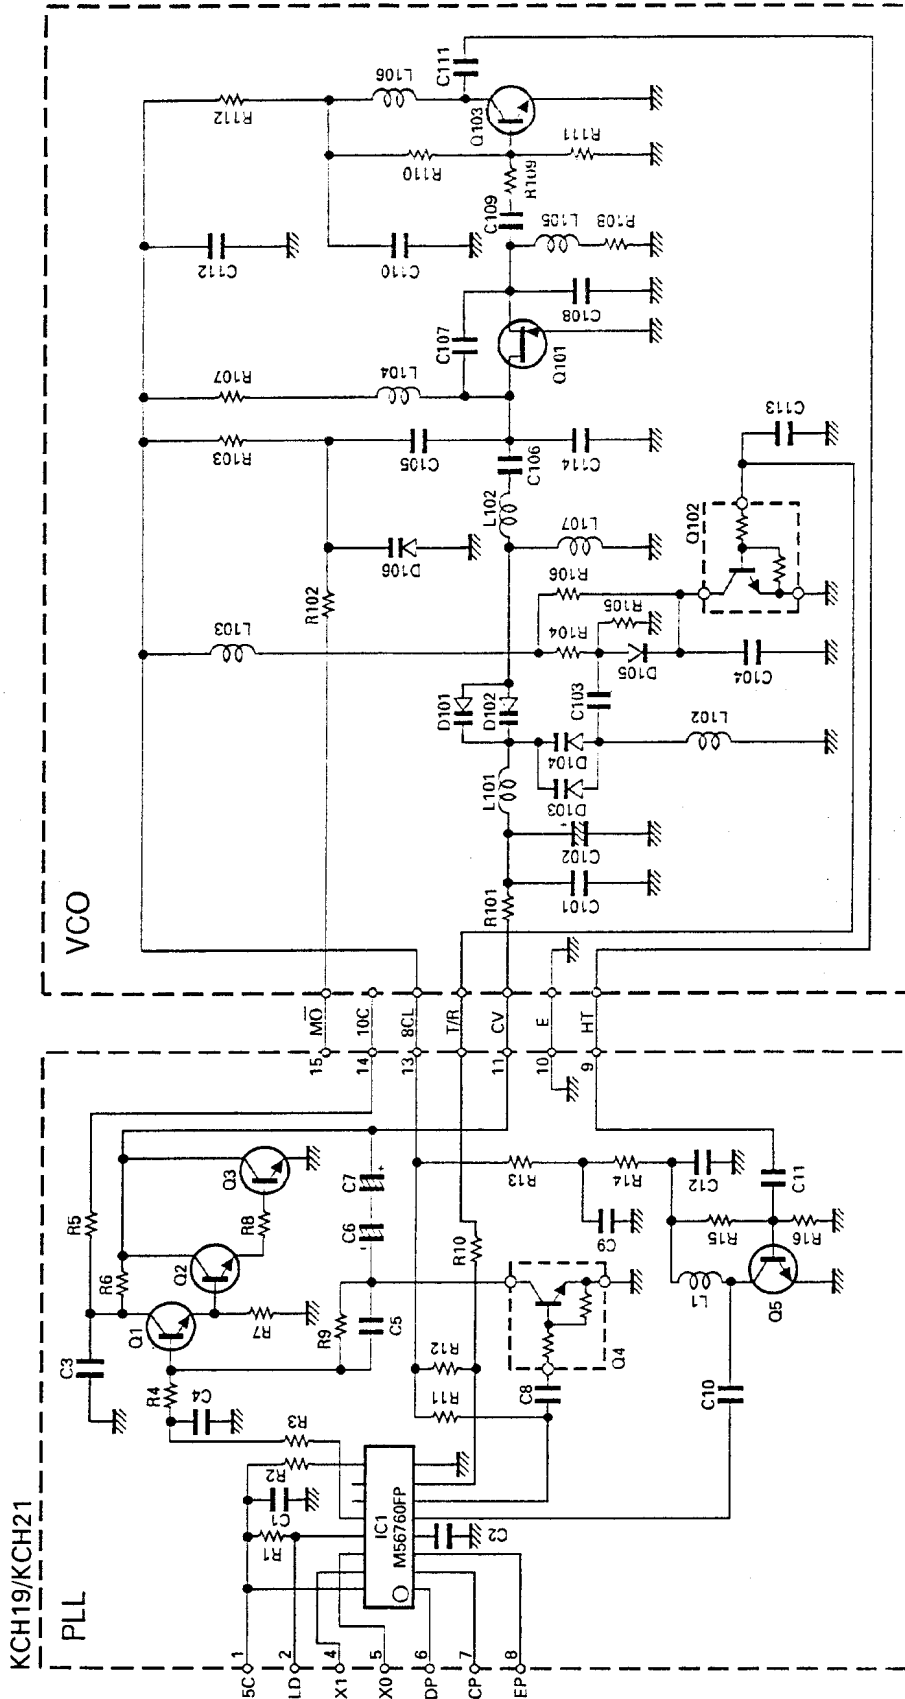 KCH19/KCH21
PLL
VCO
1
5C
2
LD
4
X1
5
X0
6
DP
7
CP
8
EP
IC1
M56760FP
R1
C1
R2
R3
C2
C3
R4
C4
Q1
R5
R6
R7
Q2
R8
Q3
R9
C5
C6
C7
R10
R11
R12
C8
Q4
C9
R13
R14
C10
L1
R15
C12
C11
R16
Q5
15
MO
14
10C
13
8CL
T/R
11
CV
10
E
9
HT
R101
C101
C102
L101
D101
D102
D103
D104
C103
L102
L103
R102
R104
R105
D105
C104
R106
L107
Q102
D106
L102
C106
R103
C105
C114
C113
R107
L104
C107
Q101
C108
C112
C110
L105
R108
C109
R109
R110
R111
R112
L106
Q103
C111